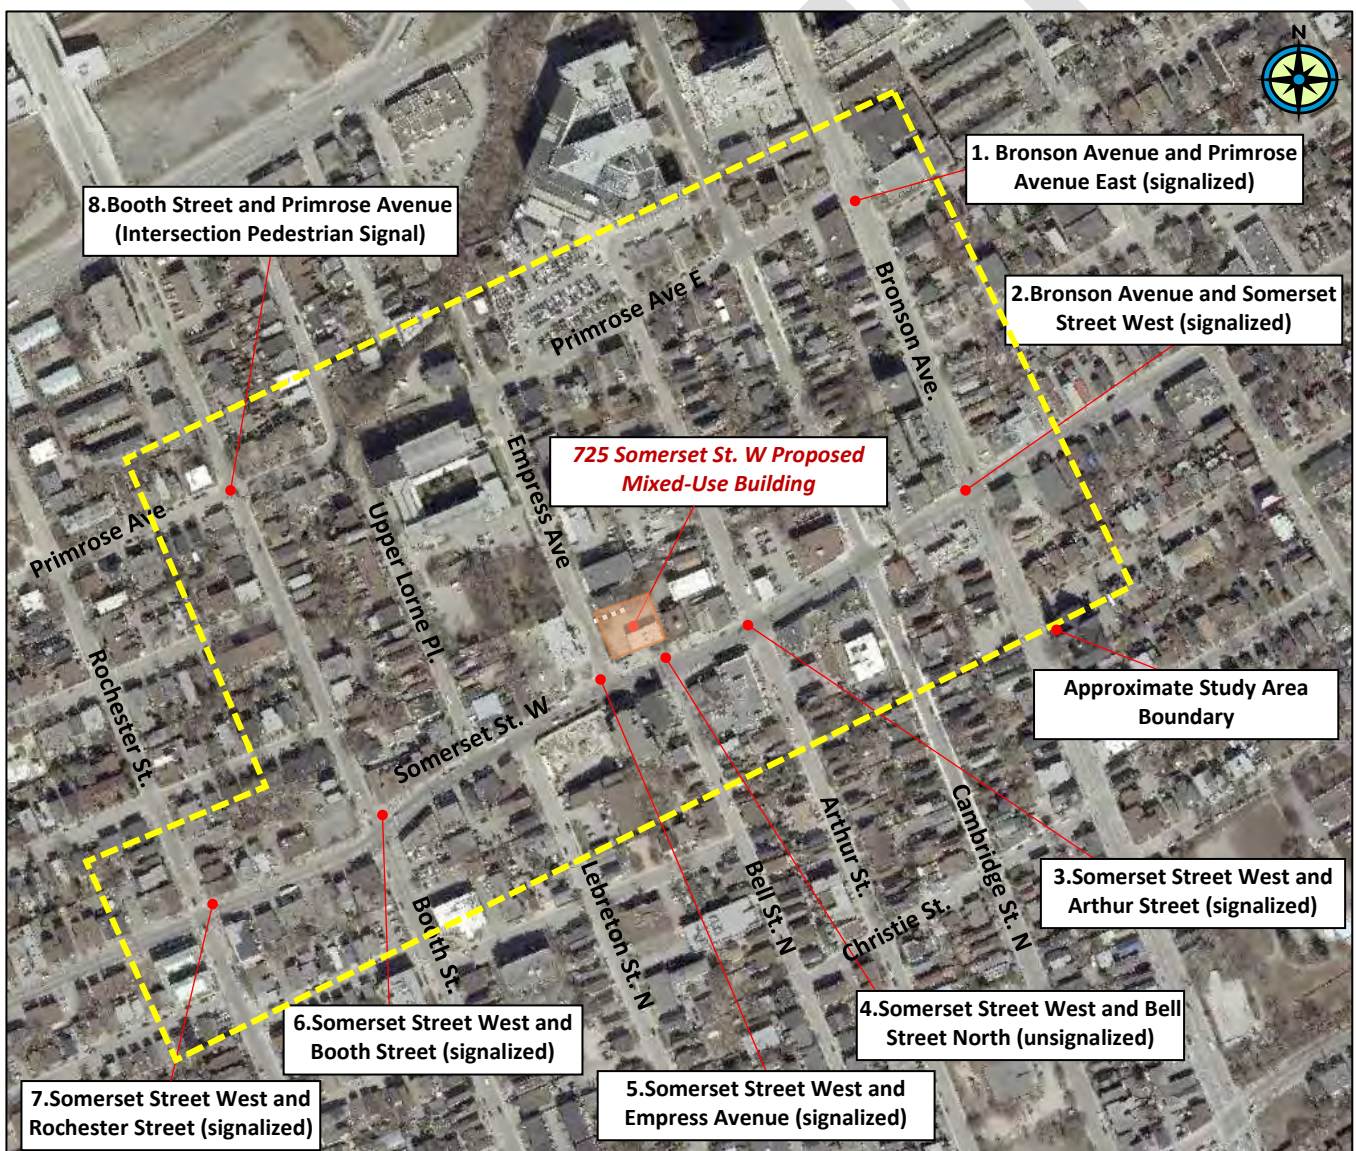 N
1. Bronson Avenue and Primrose
Avenue East (signalized)
8.Booth Street and Primrose Avenue
(Intersection Pedestrian Signal)
2.Bronson Avenue and Somerset
Street West (signalized)
Primrose Ave E
Bronson Ave.
725 Somerset St. W Proposed
Mixed-Use Building
Empress Ave
Primrose Ave
Upper Lorne Pl.
Rochester St.
Somerset St. W
Approximate Study Area
Boundary
Booth St.
Lebreton St. N
Bell St. N
Arthur St.
Christie St.
Cambridge St. N
3.Somerset Street West and
Arthur Street (signalized)
4.Somerset Street West and Bell
Street North (unsignalized)
6.Somerset Street West and
Booth Street (signalized)
5.Somerset Street West and
Empress Avenue (signalized)
7.Somerset Street West and
Rochester Street (signalized)